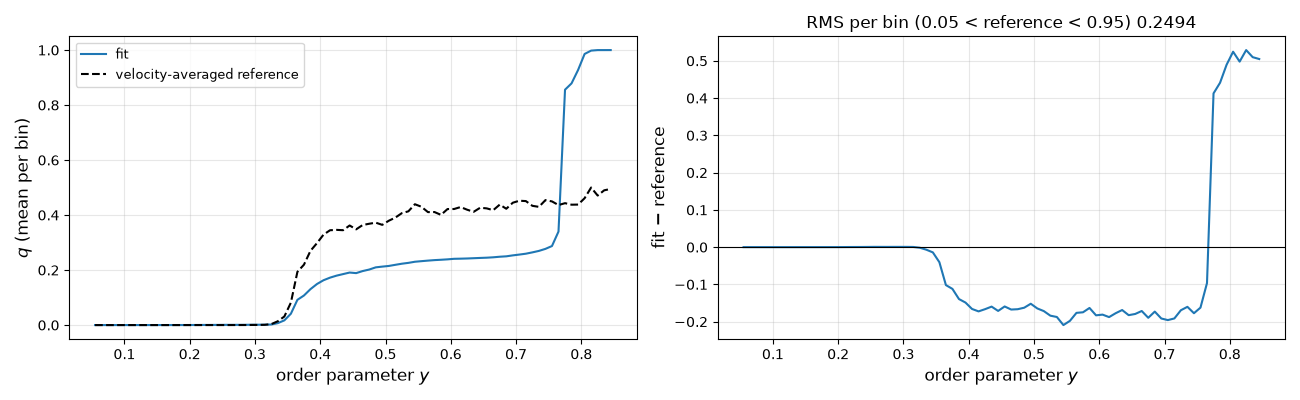 fit
velocity-averaged reference
q (mean per bin)
1.0
0.8
0.6
0.4
0.2
0.0
0.1 0.2 0.3 0.4 0.5 0.6 0.7 0.8
order parameter y
RMS per bin (0.05 < reference < 0.95) 0.2494
fit − reference
0.5
0.4
0.3
0.2
0.1
0.0
−0.1
−0.2
0.1 0.2 0.3 0.4 0.5 0.6 0.7 0.8
order parameter y